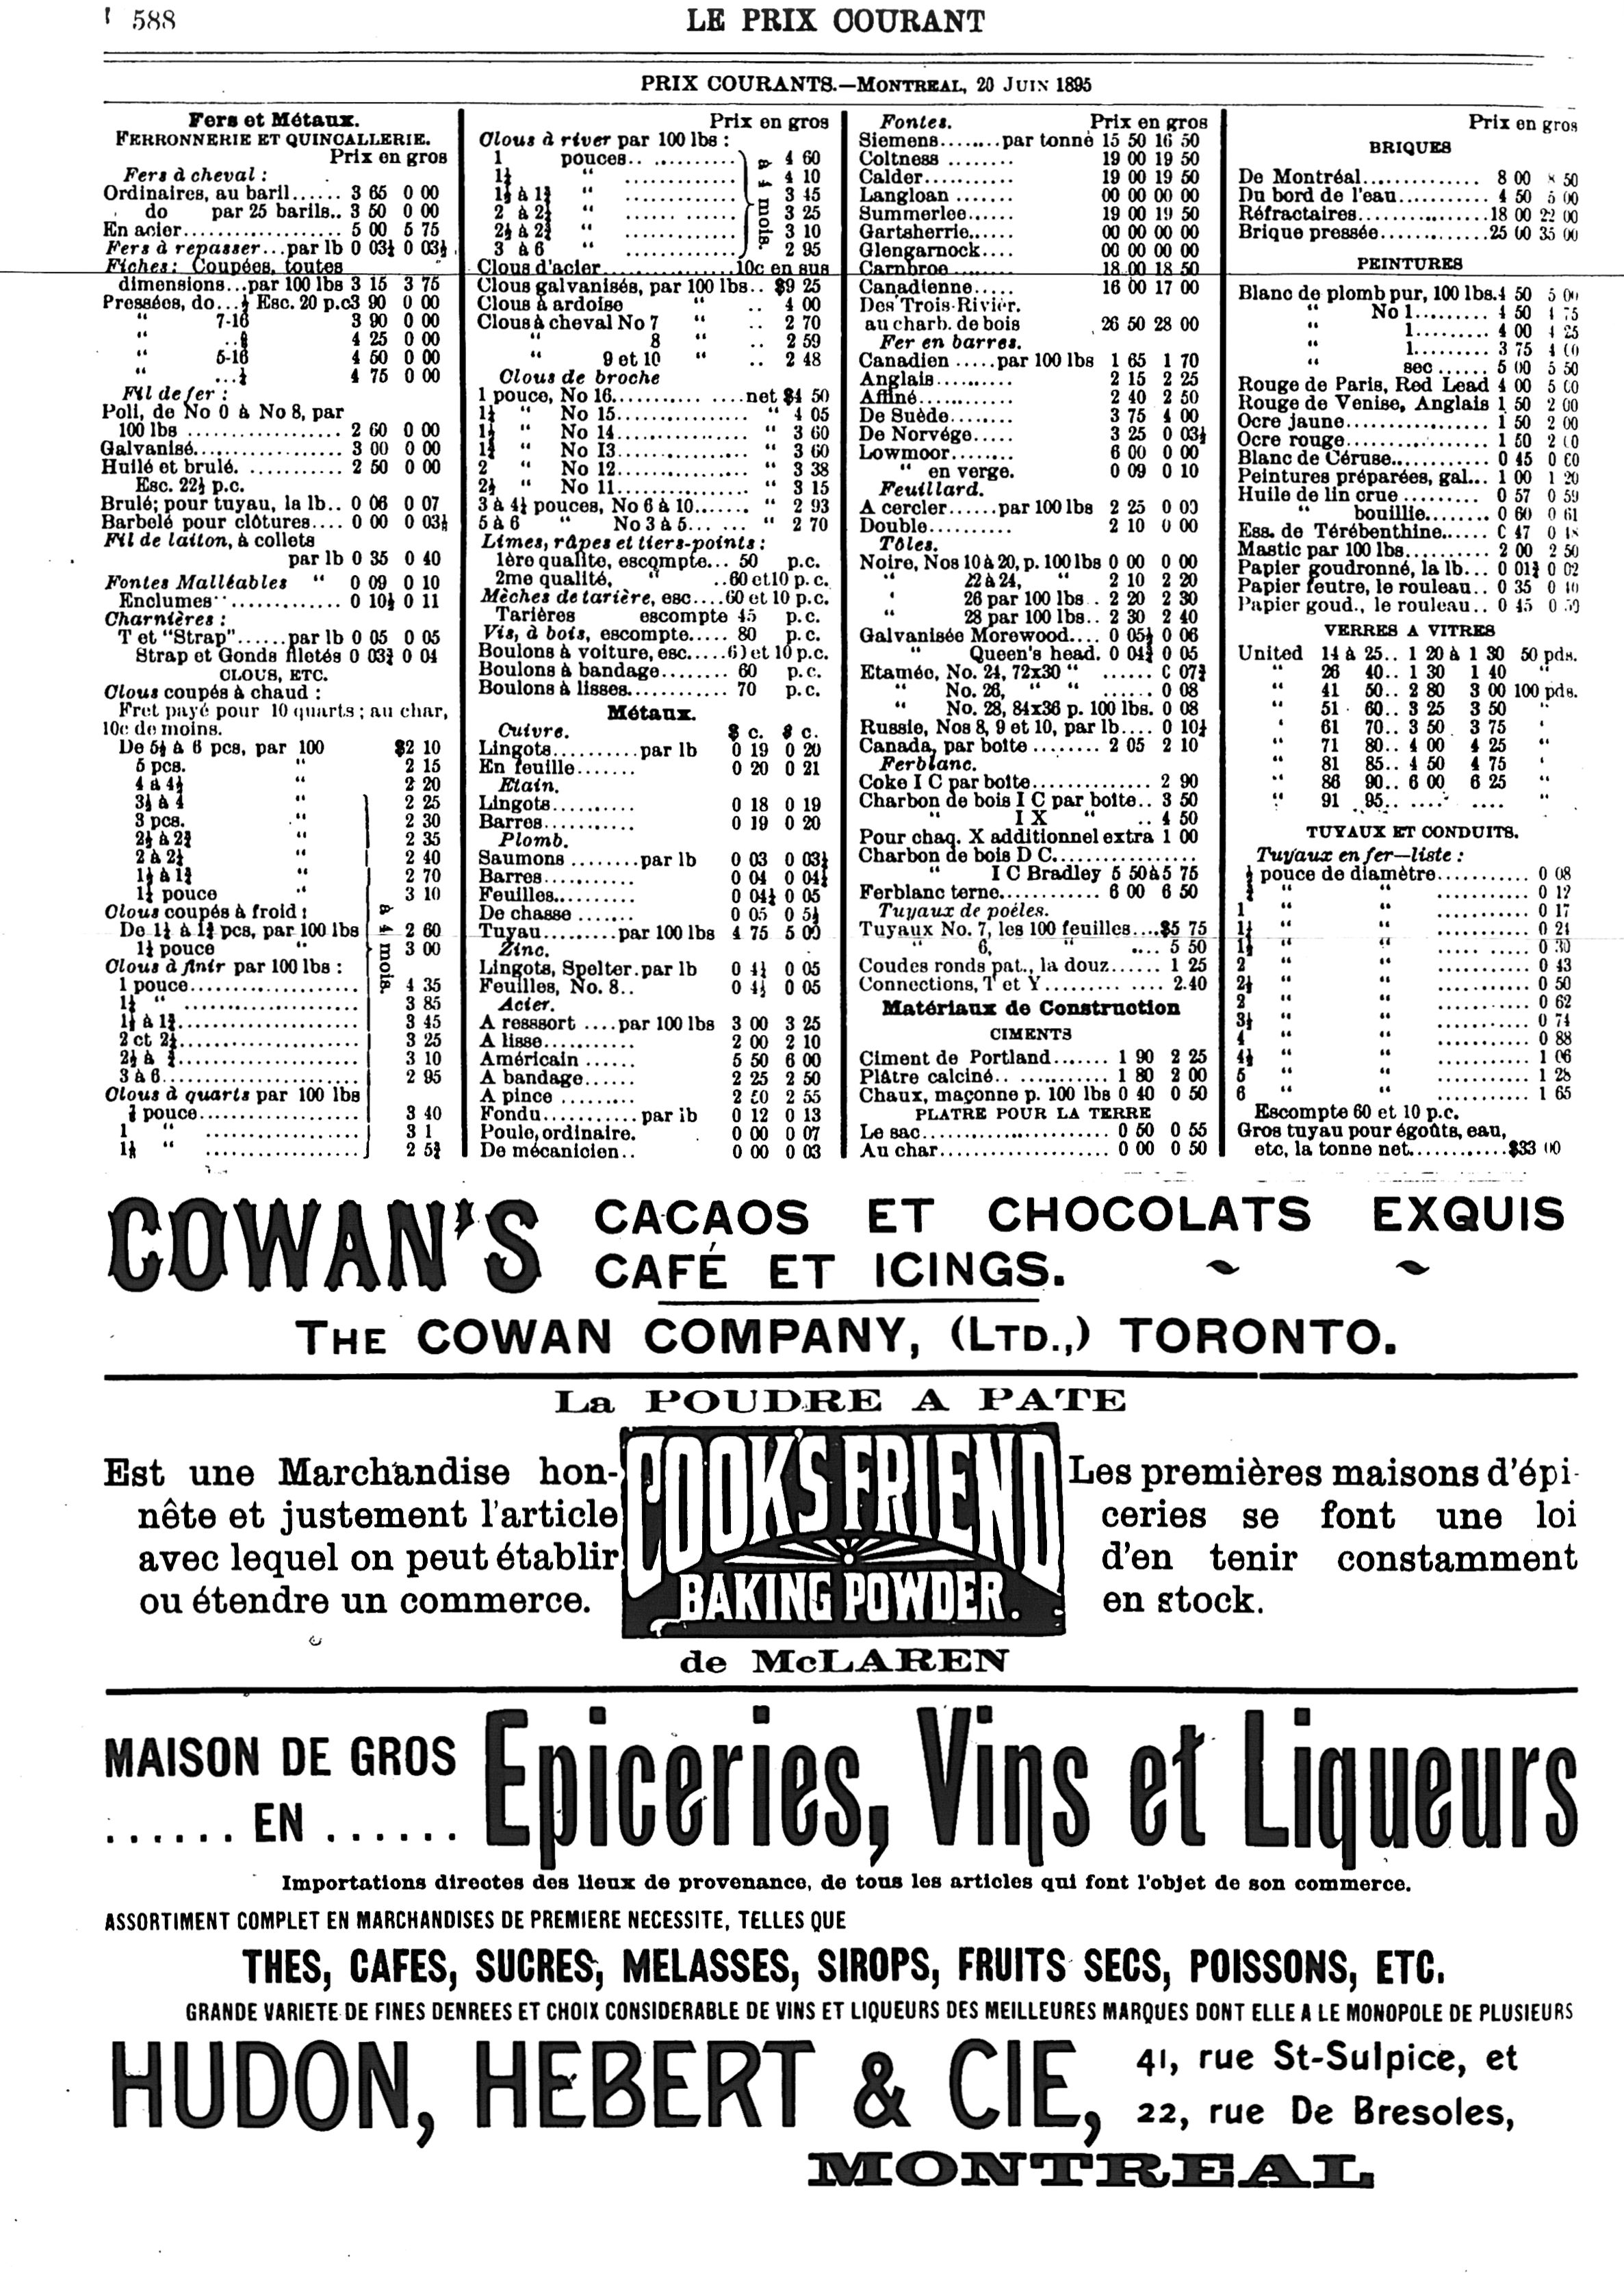 588
LE PRIX COURANT
PRIX COURANTS.—MONTREAL, 20 JUIN 1895
Fers et Métaux.
FERRONNERIE ET QUINCALLERIE.
Prix en gros
Fers à cheval :
Ordinaires, au baril...... 3 65 0 00
do par 25 barils.. 3 50 0 00
En acier............... 5 00 5 75
Fers à repasser...par lb 0 03½ 0 03½
Fiches: Coupées, toutes
dimensions...par 100 lbs 3 15 3 75
Pressées, do...½ Esc. 20 p.c 3 90 0 00
“ 7-16 3 90 0 00
“ .. 4 25 0 00
“ 5-16 4 50 0 00
“ ...¼ 4 75 0 00
Fil de fer :
Poli, de No 0 à No 8, par
100 lbs ............... 2 60 0 00
Galvanisé............... 3 00 0 00
Huilé et brulé. .......... 2 50 0 00
Esc. 22½ p.c.
Brulé; pour tuyau, la lb.. 0 06 0 07
Barbelé pour clôtures.... 0 00 0 03½
Fil de laiton, à collets
par lb 0 35 0 40
Fontes Malléables “ 0 09 0 10
Enclumes ............ 0 10½ 0 11
Charnières :
T et "Strap"......par lb 0 05 0 05
Strap et Gonds filetés 0 03¾ 0 04
CLOUS, ETC.
Clous coupés à chaud :
Fret payé pour 10 quarts ; au char,
10c de moins.
De 5½ à 6 pcs, par 100 $2 10
5 pcs. “ 2 15
4 à 4½ “ 2 20
3½ à 4 “ 2 25
3 pcs. “ 2 30
2½ à 2¾ “ 2 35
2 à 2¼ “ 2 40
1½ à 1¾ “ 2 70
1¼ pouce “ 3 10
Clous coupés à froid :
De 1½ à 1¾ pcs, par 100 lbs 2 60
1¼ pouce “ 3 00
à 4 mois.
Clous à finir par 100 lbs :
1 pouce............... 4 35
1¼ “ ............... 3 85
1½ à 1¾............... 3 45
2 et 2¼............... 3 25
2½ à ............... 3 10
3 à 6............... 2 95
Clous à quarts par 100 lbs
pouce............... 3 40
1 “ ............... 3 1
1¼ “ ............... 2 5
Prix en gros
Clous à river par 100 lbs :
1 pouces.. ........... 4 60
1¼ “ ............ 4 10
1½ à 1¾ “ ............ 3 45
2 à 2¼ “ ............ 3 25
2½ à 2¾ “ ............ 3 10
3 à 6 “ ............ 2 95
à 4 mois.
Clous d'acier...............10c en sus
Clous galvanisés, par 100 lbs.. $9 25
Clous à ardoise “ .. 4 00
Clous à cheval No 7 “ .. 2 70
“ 8 “ .. 2 59
“ 9 et 10 “ .. 2 48
Clous de broche
1 pouce, No 16............net $4 50
1¼ “ No 15............ “ 4 05
1½ “ No 14............ “ 3 60
1¾ “ No 13............ “ 3 60
2 “ No 12............ “ 3 38
2½ “ No 11............ “ 3 15
3 à 4½ pouces, No 6 à 10...... “ 2 93
5 à 6 “ No 3 à 5... ... “ 2 70
Limes, râpes et tiers-points :
1ère qualite, escompte... 50 p.c.
2me qualité, “ ..60 et 10 p. c.
Mèches de tarière, esc....60 et 10 p.c.
Tarières escompte 45 p.c.
Vis, à bois, escompte..... 80 p.c.
Boulons à voiture, esc.....6) et 10 p.c.
Boulons à bandage........ 60 p.c.
Boulons à lisses.......... 70 p.c.
Métaux.
Cuivre. $ c. $ c.
Lingots..........par lb 0 19 0 20
En feuille....... 0 20 0 21
Etain.
Lingots........... 0 18 0 19
Barres........... 0 19 0 20
Plomb.
Saumons ........par lb 0 03 0 03½
Barres........... 0 04 0 04½
Feuilles.......... 0 04½ 0 05
De chasse ....... 0 05 0 5½
Tuyau.........par 100 lbs 4 75 5 00
Zinc.
Lingots, Spelter.par lb 0 4½ 0 05
Feuilles, No. 8.. 0 4½ 0 05
Acier.
A resssort ....par 100 lbs 3 00 3 25
A lisse........... 2 00 2 10
Américain ...... 5 50 6 00
A bandage...... 2 25 2 50
A pince ......... 2 50 2 55
Fondu...........par lb 0 12 0 13
Poule, ordinaire. 0 00 0 07
De mécanicien.. 0 00 0 03
Fontes. Prix en gros
Siemens.......par tonne 15 50 16 50
Coltness ........ 19 00 19 50
Calder.......... 19 00 19 50
Langloan ....... 00 00 00 00
Summerlee...... 19 00 19 50
Gartsherrie..... 00 00 00 00
Glengarnock.... 00 00 00 00
Carnbroe ....... 18 00 18 50
Canadienne..... 16 00 17 00
Des Trois-Rivièr.
au charb. de bois 26 50 28 00
Fer en barres.
Canadien .....par 100 lbs 1 65 1 70
Anglais.......... 2 15 2 25
Affiné............ 2 40 2 50
De Suède........ 3 75 4 00
De Norvége..... 3 25 0 03½
Lowmoor........ 6 00 0 00
“ en verge. 0 09 0 10
Feuillard.
A cercler......par 100 lbs 2 25 0 00
Double.......... 2 10 0 00
Tôles.
Noire, Nos 10 à 20, p. 100 lbs 0 00 0 00
“ 22 à 24, “ 2 10 2 20
“ 26 par 100 lbs.. 2 20 2 30
“ 28 par 100 lbs.. 2 30 2 40
Galvanisée Morewood.... 0 05½ 0 06
“ Queen's head. 0 04¾ 0 05
Etamée, No. 24, 72x30 “ ...... 0 07¾
“ No. 26, “ “ ...... 0 08
“ No. 28, 84x36 p. 100 lbs. 0 08
Russie, Nos 8, 9 et 10, par lb.... 0 10½
Canada, par boite ........ 2 05 2 10
Ferblanc.
Coke I C par boite............... 2 90
Charbon de bois I C par boite.. 3 50
“ I X “ .. 4 50
Pour chaq. X additionnel extra 1 00
Charbon de bois D C...............
“ I C Bradley 5 50 à 5 75
Ferblanc terne.......... 6 00 6 50
Tuyaux de poêles.
Tuyaux No. 7, les 100 feuilles....$5 75
“ 6, “ .... 5 50
Coudes ronds pat., la douz...... 1 25
Connections, T et Y......... .... 2.40
Matériaux de Construction
CIMENTS
Ciment de Portland....... 1 90 2 25
Plâtre calciné.. .......... 1 80 2 00
Chaux, maçonne p. 100 lbs 0 40 0 50
PLATRE POUR LA TERRE
Le sac.................... 0 50 0 55
Au char.................. 0 00 0 50
Prix en gros
BRIQUES
De Montréal............... 8 00 8 50
Du bord de l'eau........... 4 50 5 00
Réfractaires...............18 00 22 00
Brique pressée............25 00 35 00
PEINTURES
Blanc de plomb pur, 100 lbs.4 50 5 00
“ No 1......... 4 50 4 75
“ 1......... 4 00 4 25
“ 1......... 3 75 4 00
“ sec ...... 5 00 5 50
Rouge de Paris, Red Lead 4 00 5 00
Rouge de Venise, Anglais 1 50 2 00
Ocre jaune............... 1 50 2 00
Ocre rouge............... 1 50 2 00
Blanc de Céruse.......... 0 45 0 60
Peintures préparées, gal... 1 00 1 20
Huile de lin crue ......... 0 57 0 59
“ bouillie........ 0 60 0 61
Ess. de Térébenthine..... 0 47 0 48
Mastic par 100 lbs......... 2 00 2 50
Papier goudronné, la lb... 0 01¾ 0 02
Papier feutre, le rouleau.. 0 35 0 40
Papier goud., le rouleau.. 0 45 0 50
VERRES A VITRES
United 14 à 25.. 1 20 à 1 30 50 pds.
“ 26 40.. 1 30 1 40 “
“ 41 50.. 2 80 3 00 100 pds.
“ 51 60.. 3 25 3 50 “
“ 61 70.. 3 50 3 75 “
“ 71 80.. 4 00 4 25 “
“ 81 85.. 4 50 4 75 “
“ 86 90.. 6 00 6 25 “
“ 91 95.. .... .... “
TUYAUX ET CONDUITS.
Tuyaux en fer—liste :
pouce de diamètre........... 0 08
“ “ ........... 0 12
1 “ “ ........... 0 17
1¼ “ “ ........... 0 21
1½ “ “ ........... 0 30
2 “ “ ........... 0 43
2½ “ “ ........... 0 50
2 “ “ ........... 0 62
3½ “ “ ........... 0 74
4 “ “ ........... 0 88
4½ “ “ ........... 1 06
5 “ “ ........... 1 28
6 “ “ ........... 1 65
Escompte 60 et 10 p.c.
Gros tuyau pour égoûts, eau,
etc, la tonne net............$33 00
COWAN'S CACAOS ET CHOCOLATS EXQUIS
CAFÉ ET ICINGS.
THE COWAN COMPANY, (LTD.,) TORONTO.
La POUDRE A PATE
Est une Marchandise hon-
nête et justement l'article
avec lequel on peut établir
ou étendre un commerce.
COOK'S FRIEND
BAKING POWDER.
Les premières maisons d'épi-
ceries se font une loi
d'en tenir constamment
en stock.
de McLAREN
MAISON DE GROS
...... EN ......
Epiceries, Vins et Liqueurs
Importations directes des lieux de provenance, de tous les articles qui font l'objet de son commerce.
ASSORTIMENT COMPLET EN MARCHANDISES DE PREMIERE NECESSITE, TELLES QUE
THES, CAFES, SUCRES, MELASSES, SIROPS, FRUITS SECS, POISSONS, ETC.
GRANDE VARIETE DE FINES DENREES ET CHOIX CONSIDERABLE DE VINS ET LIQUEURS DES MEILLEURES MARQUES DONT ELLE A LE MONOPOLE DE PLUSIEURS
HUDON, HEBERT & CIE,
41, rue St-Sulpice, et
22, rue De Bresoles,
MONTREAL